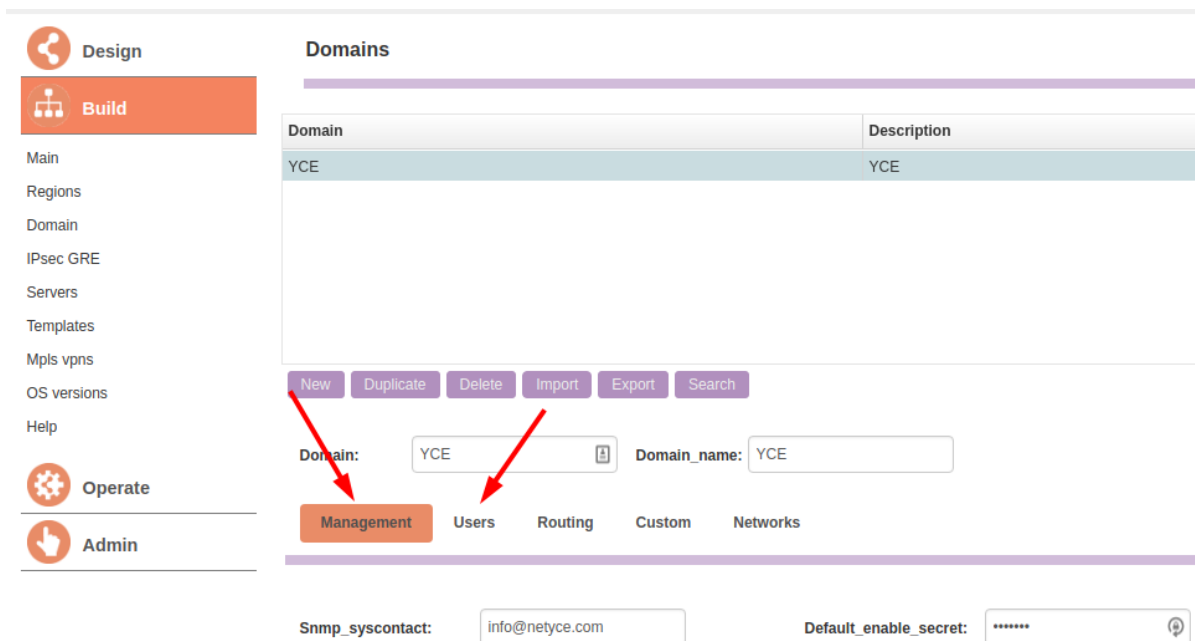 Design
Build
Main
Regions
Domain
IPsec GRE
Servers
Templates
Mpls vpns
OS versions
Help
Operate
Admin
Domains
Domain Description
YCE YCE
New Duplicate Delete Import Export Search
Domain: YCE Domain_name: YCE
Management Users Routing Custom Networks
Snmp_syscontact: info@netyce.com Default_enable_secret: •••••••